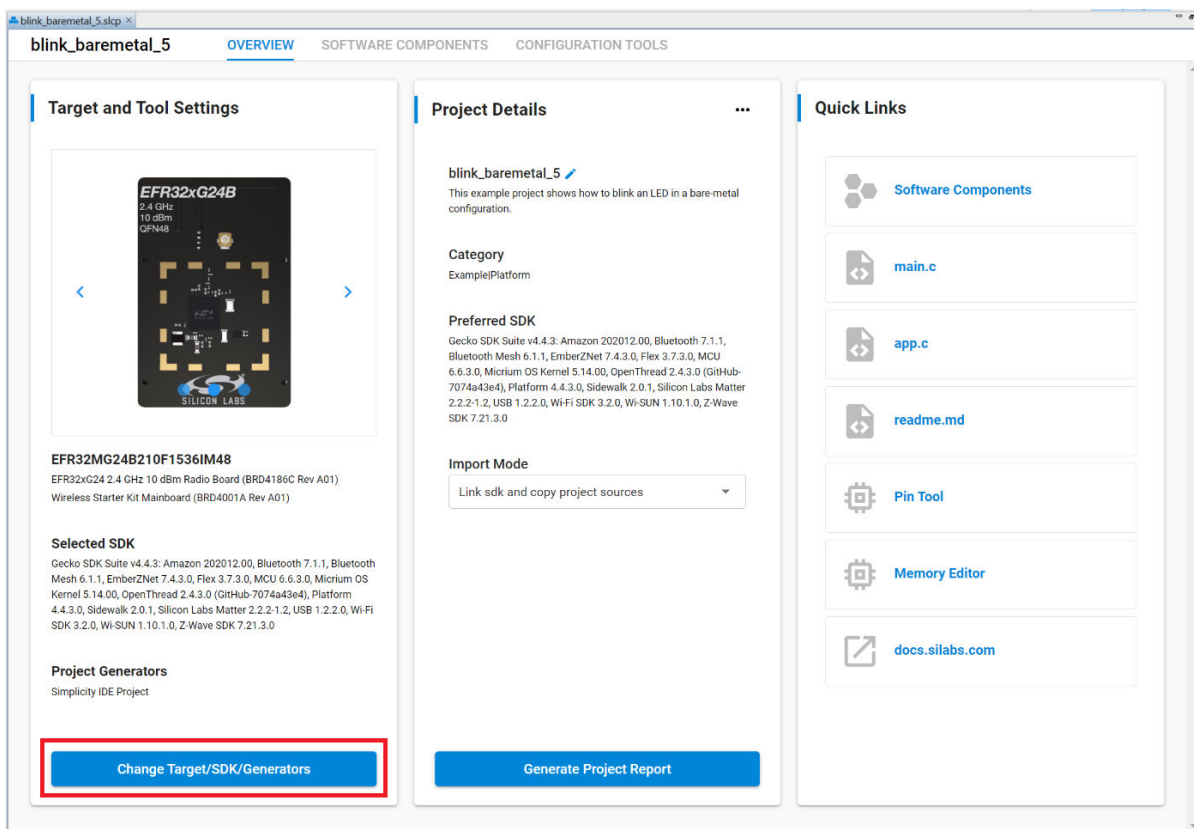 blink_baremetal_5.slcp
blink_baremetal_5
OVERVIEW
SOFTWARE COMPONENTS
CONFIGURATION TOOLS
Target and Tool Settings
EFR32xG24B
2.4 GHz
10 dBm
QFN48
SILICON LABS
EFR32MG24B210F1536IM48
EFR32xG24 2.4 GHz 10 dBm Radio Board (BRD4186C Rev A01)
Wireless Starter Kit Mainboard (BRD4001A Rev A01)
Selected SDK
Gecko SDK Suite v4.4.3: Amazon 202012.00, Bluetooth 7.1.1, Bluetooth
Mesh 6.1.1, EmberZNet 7.4.3.0, Flex 3.7.3.0, MCU 6.6.3.0, Micrium OS
Kernel 5.14.00, OpenThread 2.4.3.0 (GitHub-7074a43e4), Platform
4.4.3.0, Sidewalk 2.0.1, Silicon Labs Matter 2.2.2-1.2, USB 1.2.2.0, Wi-Fi
SDK 3.2.0, Wi-SUN 1.10.1.0, Z-Wave SDK 7.21.3.0
Project Generators
Simplicity IDE Project
Change Target/SDK/Generators
Project Details
blink_baremetal_5
This example project shows how to blink an LED in a bare-metal
configuration.
Category
Example|Platform
Preferred SDK
Gecko SDK Suite v4.4.3: Amazon 202012.00, Bluetooth 7.1.1,
Bluetooth Mesh 6.1.1, EmberZNet 7.4.3.0, Flex 3.7.3.0, MCU
6.6.3.0, Micrium OS Kernel 5.14.00, OpenThread 2.4.3.0 (GitHub-
7074a43e4), Platform 4.4.3.0, Sidewalk 2.0.1, Silicon Labs Matter
2.2.2-1.2, USB 1.2.2.0, Wi-Fi SDK 3.2.0, Wi-SUN 1.10.1.0, Z-Wave
SDK 7.21.3.0
Import Mode
Link sdk and copy project sources
Generate Project Report
Quick Links
Software Components
main.c
app.c
readme.md
Pin Tool
Memory Editor
docs.silabs.com